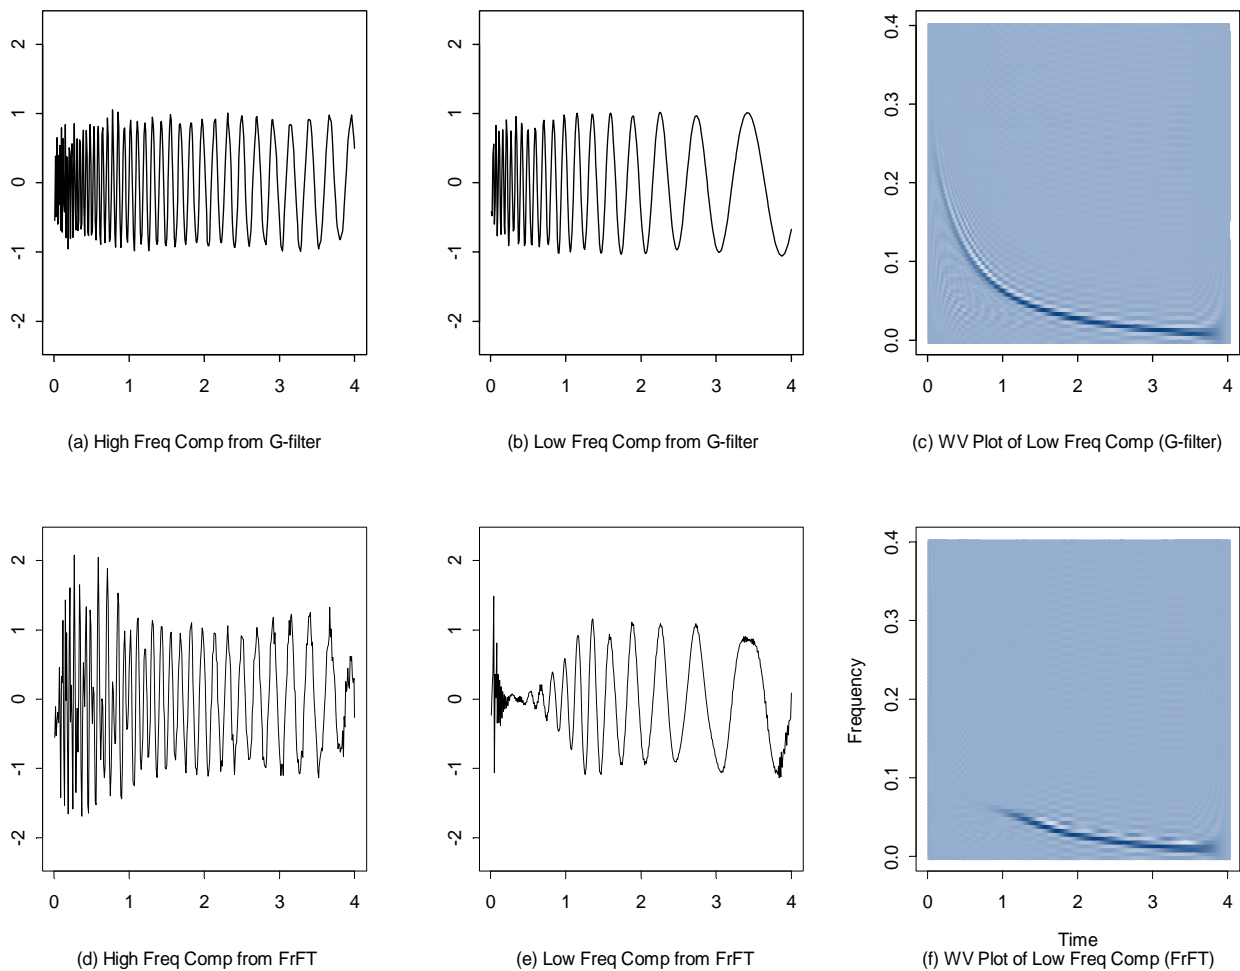 2
1
0
-1
-2
0 1 2 3 4
(a) High Freq Comp from G-filter
2
1
0
-1
-2
0 1 2 3 4
(b) Low Freq Comp from G-filter
0.4
0.3
0.2
0.1
0.0
0 1 2 3 4
(c) WV Plot of Low Freq Comp (G-filter)
2
1
0
-1
-2
0 1 2 3 4
(d) High Freq Comp from FrFT
2
1
0
-1
-2
0 1 2 3 4
(e) Low Freq Comp from FrFT
Frequency
0.4
0.3
0.2
0.1
0.0
0 1 2 3 4
Time
(f) WV Plot of Low Freq Comp (FrFT)